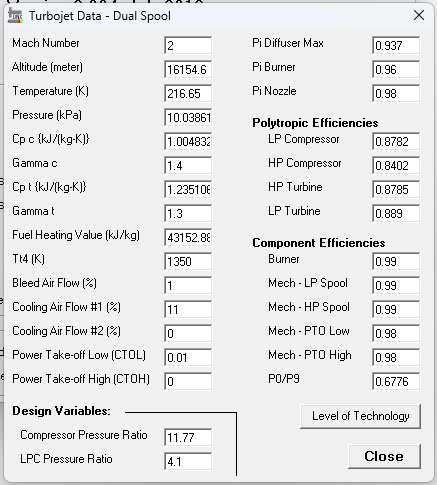 Turbojet Data - Dual Spool
Mach Number 2
Altitude (meter) 16154.6
Temperature (K) 216.65
Pressure (kPa) 10.03861
Cp c {kJ/(kg-K)} 1.004832
Gamma c 1.4
Cp t {kJ/(kg-K)} 1.235106
Gamma t 1.3
Fuel Heating Value (kJ/kg) 43152.88
Tt4 (K) 1350
Bleed Air Flow (%) 1
Cooling Air Flow #1 (%) 11
Cooling Air Flow #2 (%) 0
Power Take-off Low (CTOL) 0.01
Power Take-off High (CTOH) 0
Design Variables:
Compressor Pressure Ratio 11.77
LPC Pressure Ratio 4.1
Pi Diffuser Max 0.937
Pi Burner 0.96
Pi Nozzle 0.98
Polytropic Efficiencies
LP Compressor 0.8782
HP Compressor 0.8402
HP Turbine 0.8785
LP Turbine 0.889
Component Efficiencies
Burner 0.99
Mech - LP Spool 0.99
Mech - HP Spool 0.99
Mech - PTO Low 0.98
Mech - PTO High 0.98
P0/P9 0.6776
Level of Technology
Close